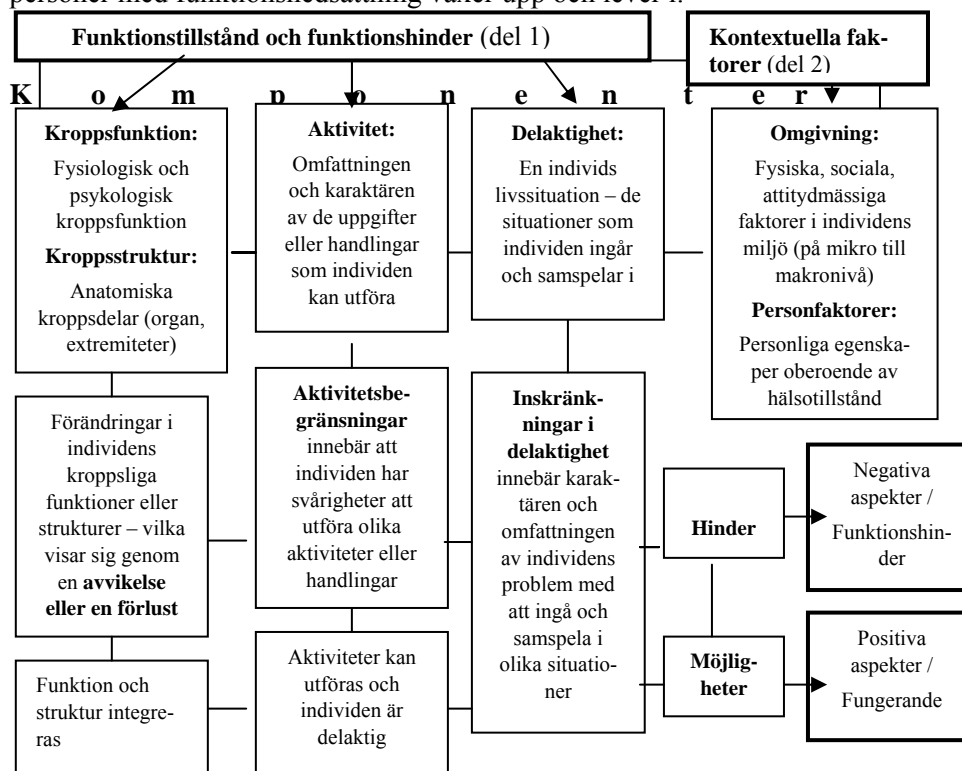 personer med funktionsnedsättning växer upp och lever i.
Funktionstillstånd och funktionshinder (del 1)
Kontextuella fak-
torer (del 2)
K o m p o n e n t e r
Kroppsfunktion:
Fysiologisk och
psykologisk
kroppsfunktion
Kroppsstruktur:
Anatomiska
kroppsdelar (organ,
extremiteter)
Aktivitet:
Omfattningen
och karaktären
av de uppgifter
eller handlingar
som individen
kan utföra
Delaktighet:
En individs
livssituation – de
situationer som
individen ingår
och samspelar i
Omgivning:
Fysiska, sociala,
attitydmässiga
faktorer i individens
miljö (på mikro till
makronivå)
Personfaktorer:
Personliga egenska-
per oberoende av
hälsotillstånd
Förändringar i
individens
kroppsliga
funktioner eller
strukturer – vilka
visar sig genom
en avvikelse
eller en förlust
Aktivitetsbe-
gränsningar
innebär att
individen har
svårigheter att
utföra olika
aktiviteter eller
handlingar
Inskränk-
ningar i
delaktighet
innebär karak-
tären och
omfattningen
av individens
problem med
att ingå och
samspela i
olika situatio-
ner
Hinder
Negativa
aspekter /
Funktionshin-
der
Funktion och
struktur integre-
ras
Aktiviteter kan
utföras och
individen är
delaktig
Möjlig-
heter
Positiva
aspekter /
Fungerande